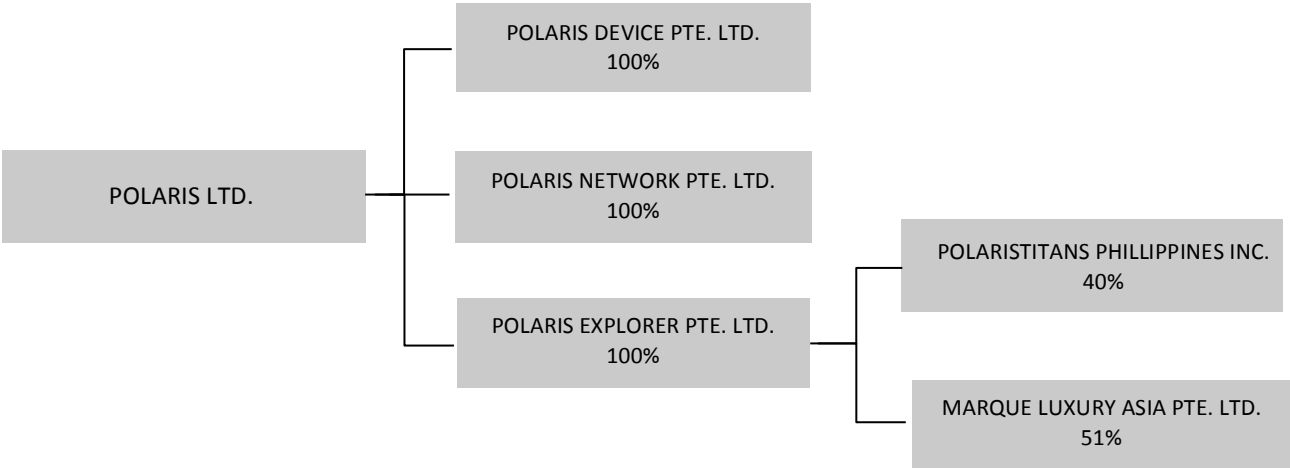 POLARIS DEVICE PTE. LTD.
100%
POLARIS LTD.
POLARIS NETWORK PTE. LTD.
100%
POLARIS EXPLORER PTE. LTD.
100%
POLARISTITANS PHILLIPPINES INC.
40%
MARQUE LUXURY ASIA PTE. LTD.
51%